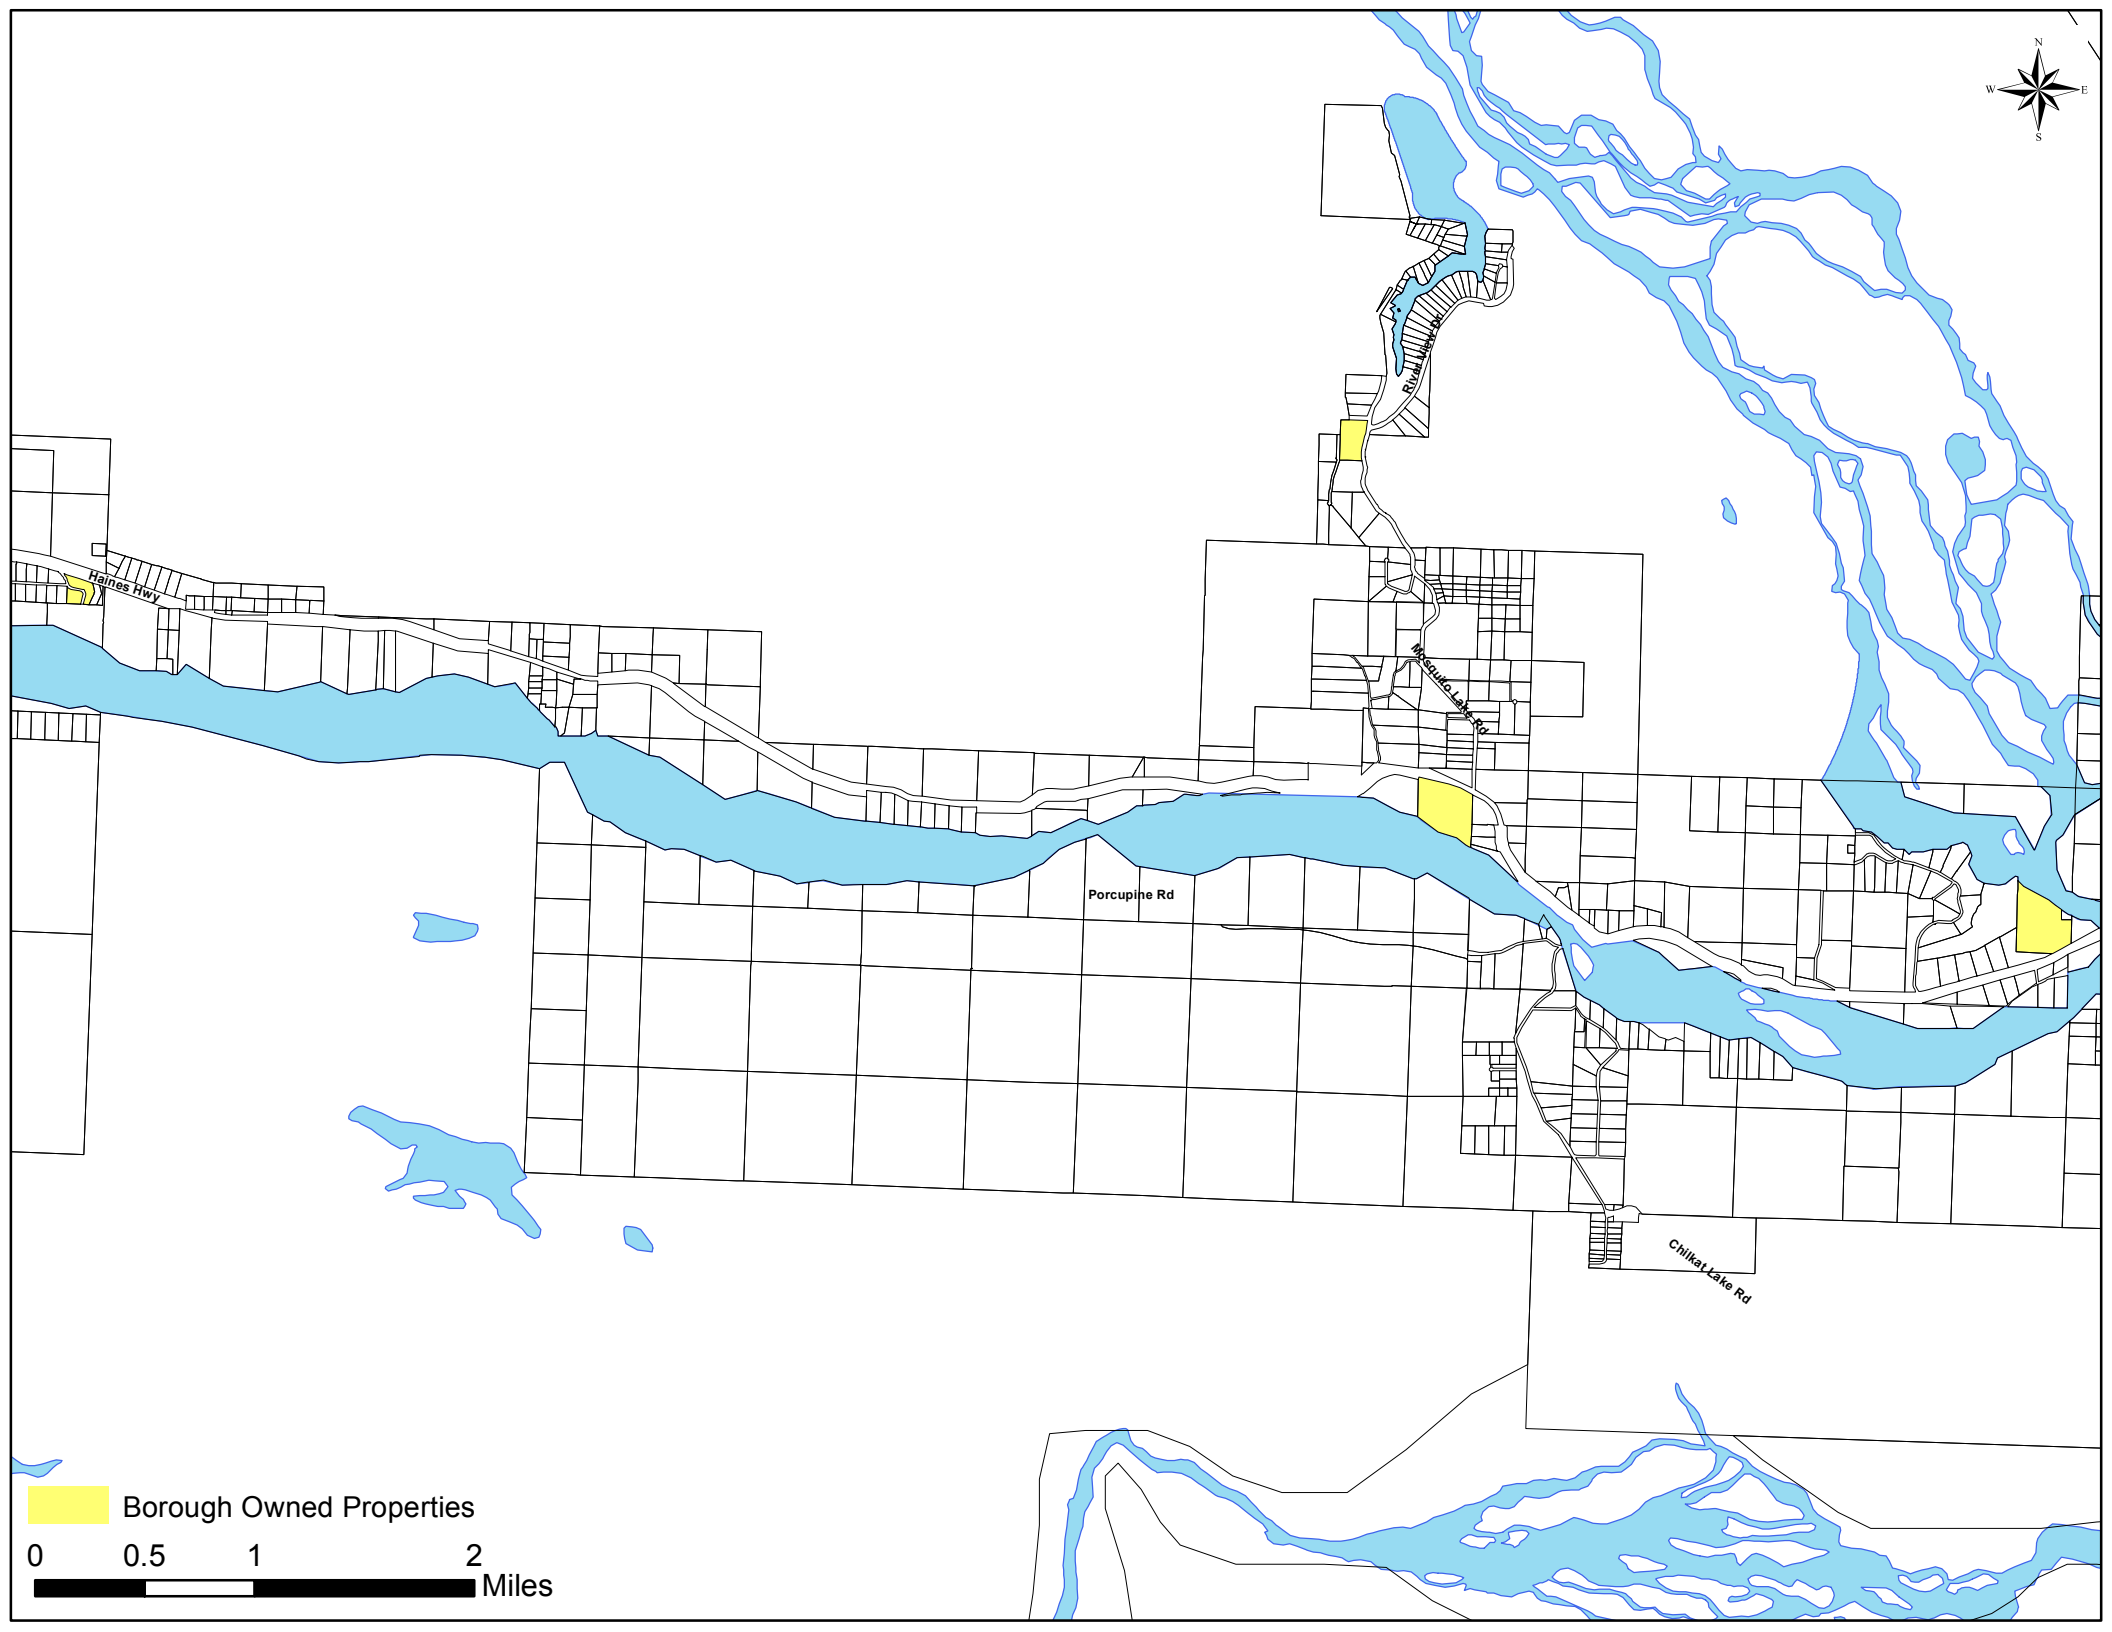 N
W E
S
River View Dr
Haines Hwy
Mosquito Lake Rd
Porcupine Rd
Chilkat Lake Rd
Borough Owned Properties
0 0.5 1 2
Miles